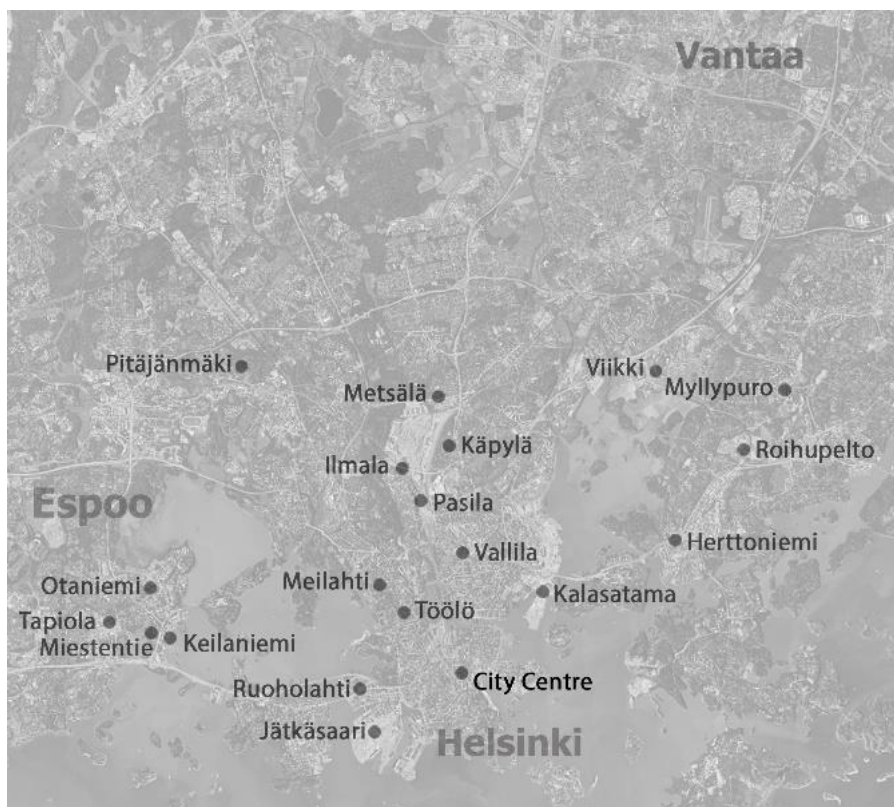 Vantaa
Pitäjänmäki
Viikki
Myllypuro
Metsälä
Käpylä
Roihupelto
Ilmala
Espoo
Pasila
Herttoniemi
Vallila
Otaniemi
Meilahti
Kalasatama
Töölö
Tapiola
Miestentie
Keilaniemi
City Centre
Ruoholahti
Jätkäsaari
Helsinki